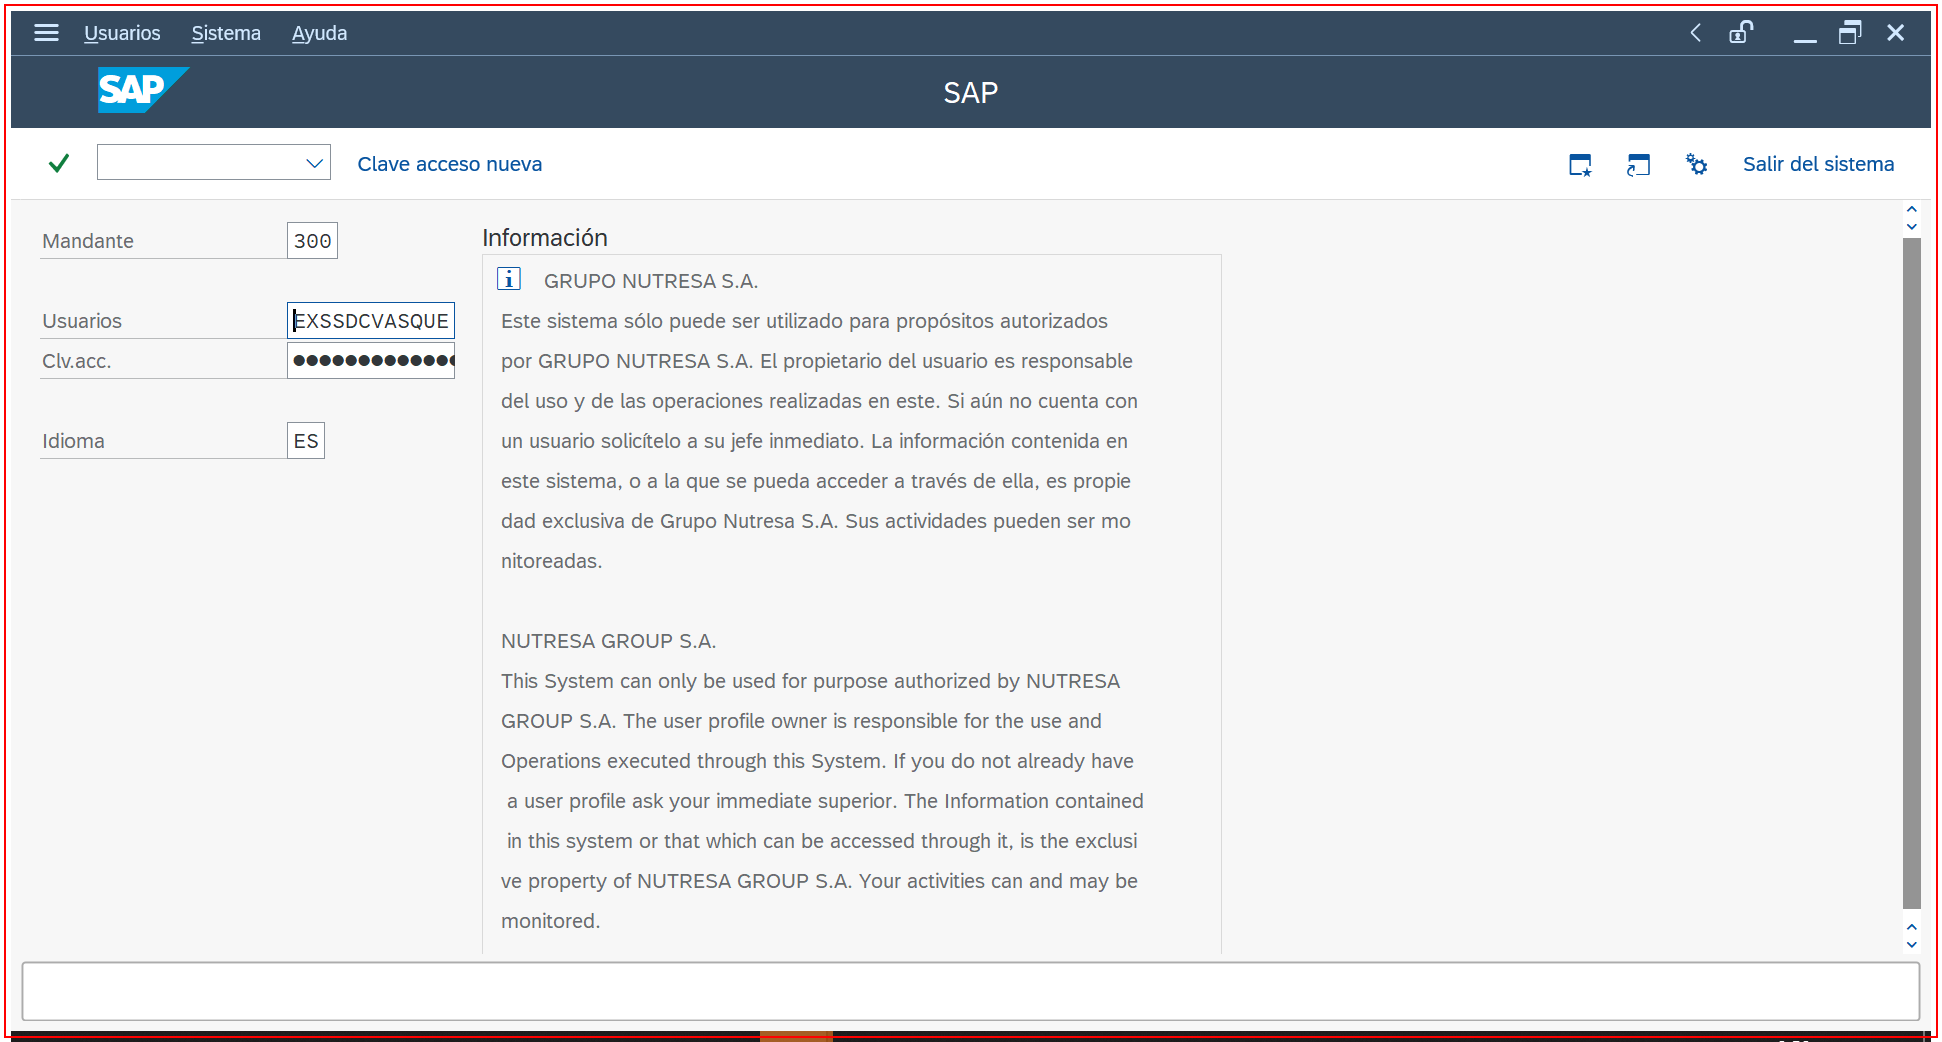 Usuarios Sistema Ayuda
SAP
SAP
Clave acceso nueva
Salir del sistema
Mandante 300
Usuarios EXSSDCVASQUE
Clv.acc.
Idioma ES
Información
GRUPO NUTRESA S.A.
Este sistema sólo puede ser utilizado para propósitos autorizados
por GRUPO NUTRESA S.A. El propietario del usuario es responsable
del uso y de las operaciones realizadas en este. Si aún no cuenta con
un usuario solicítelo a su jefe inmediato. La información contenida en
este sistema, o a la que se pueda acceder a través de ella, es propie
dad exclusiva de Grupo Nutresa S.A. Sus actividades pueden ser mo
nitoreadas.
NUTRESA GROUP S.A.
This System can only be used for purpose authorized by NUTRESA
GROUP S.A. The user profile owner is responsible for the use and
Operations executed through this System. If you do not already have
a user profile ask your immediate superior. The Information contained
in this system or that which can be accessed through it, is the exclusi
ve property of NUTRESA GROUP S.A. Your activities can and may be
monitored.